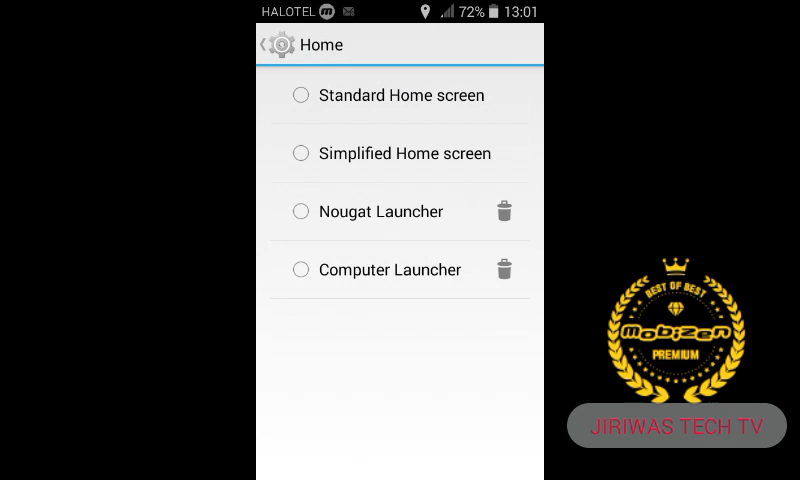 HALOTEL 72% 13:01
Home
Standard Home screen
Simplified Home screen
Nougat Launcher
Computer Launcher
BEST OF BEST
mobizen
PREMIUM
JIRIWAS TECH TV